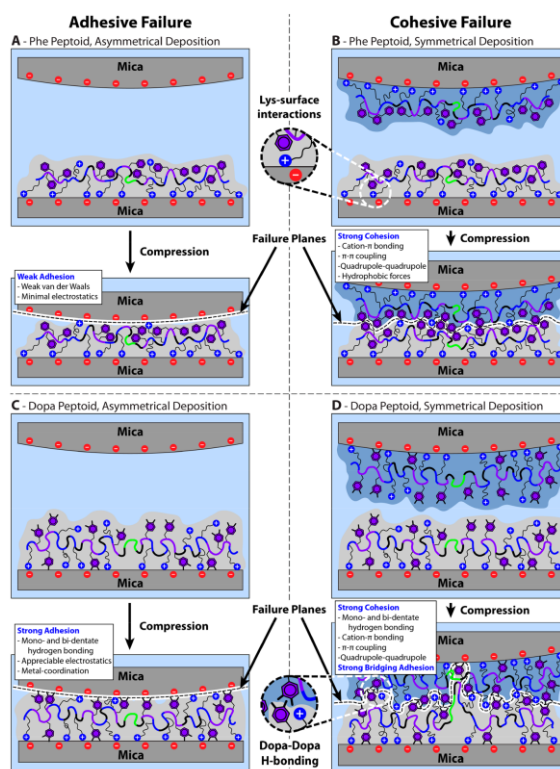 Adhesive Failure
Cohesive Failure
A - Phe Peptoid, Asymmetrical Deposition
B - Phe Peptoid, Symmetrical Deposition
Mica
Mica
Lys-surface
interactions
Mica
Mica
Compression
Compression
Failure Planes
Weak Adhesion
- Weak van der Waals
- Minimal electrostatics
Strong Cohesion
- Cation-π bonding
- π-π coupling
-Quadrupole-quadrupole
- Hydrophobic forces
Mica
Mica
Mica
Mica
C - Dopa Peptoid, Asymmetrical Deposition
D - Dopa Peptoid, Symmetrical Deposition
Mica
Mica
Mica
Mica
Compression
Compression
Failure Planes
Strong Adhesion
- Mono- and bi-dentate
hydrogen bonding
- Appreciable electrostatics
- Metal-coordination
Strong Cohesion
- Mono- and bi-dentate
hydrogen bonding
- Cation-π bonding
- π-π coupling
-Quadrupole-quadrupole
Strong Bridging Adhesion
Mica
Mica
Dopa-Dopa
H-bonding
Mica
Mica